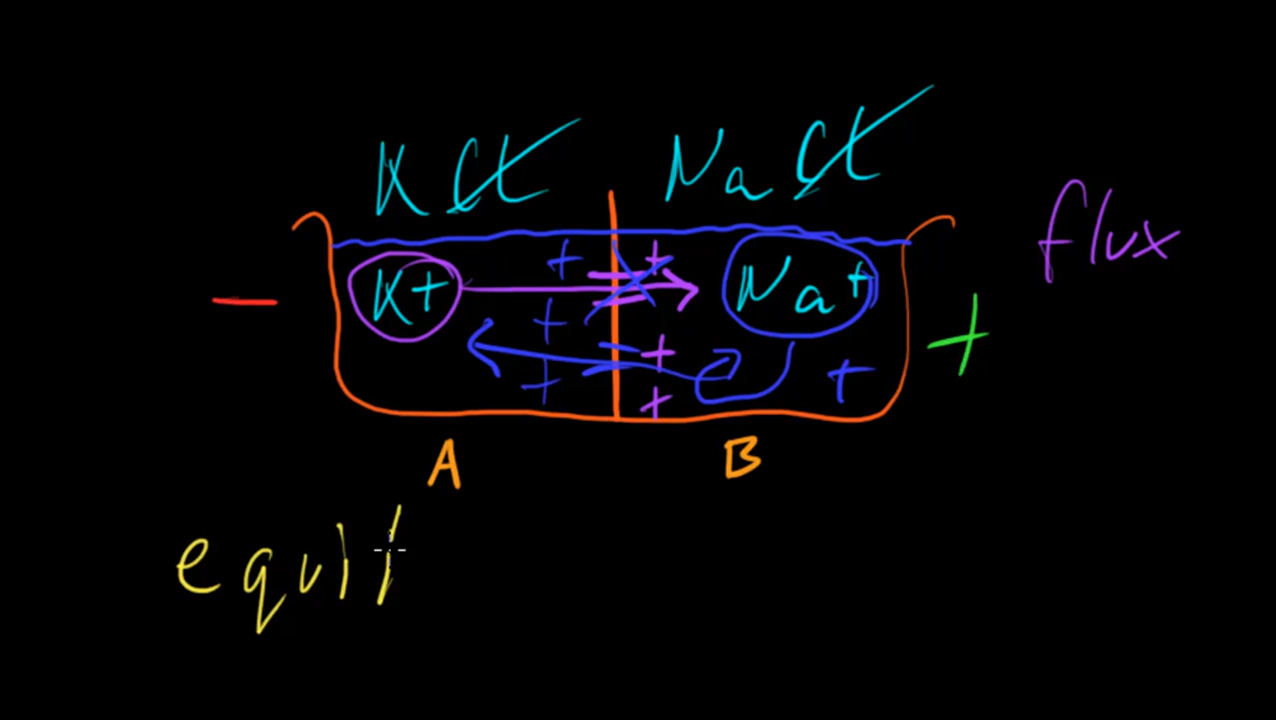 KCl NaCl
flux
− K+ + + Na+ +
+ +
+ + +
A B
equil